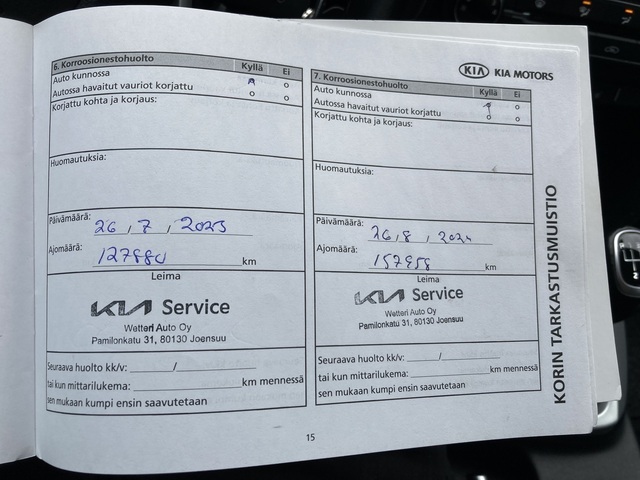 6. Korroosionestohuolto Kyllä Ei
Auto kunnossa
Autossa havaitut vauriot korjattu
Korjattu kohta ja korjaus:
Huomautuksia:
Päivämäärä: 26, 7, 2023
Ajomäärä: km
Leima
KIA Service
Wetteri Auto Oy
Pamilonkatu 31, 80130 Joensuu
Seuraava huolto kk/v: /
tai kun mittarilukema: km mennessä
sen mukaan kumpi ensin saavutetaan
7. Korroosionestohuolto Kyllä Ei
Auto kunnossa
Autossa havaitut vauriot korjattu
Korjattu kohta ja korjaus:
Huomautuksia:
Päivämäärä: 26, 8, 2024
Ajomäärä: 157958 km
Leima
KIA Service
Wetteri Auto Oy
Pamilonkatu 31, 80130 Joensuu
Seuraava huolto kk/v: /
tai kun mittarilukema: km mennessä
sen mukaan kumpi ensin saavutetaan
KIA KIA MOTORS
KORIN TARKASTUSMUISTIO
15